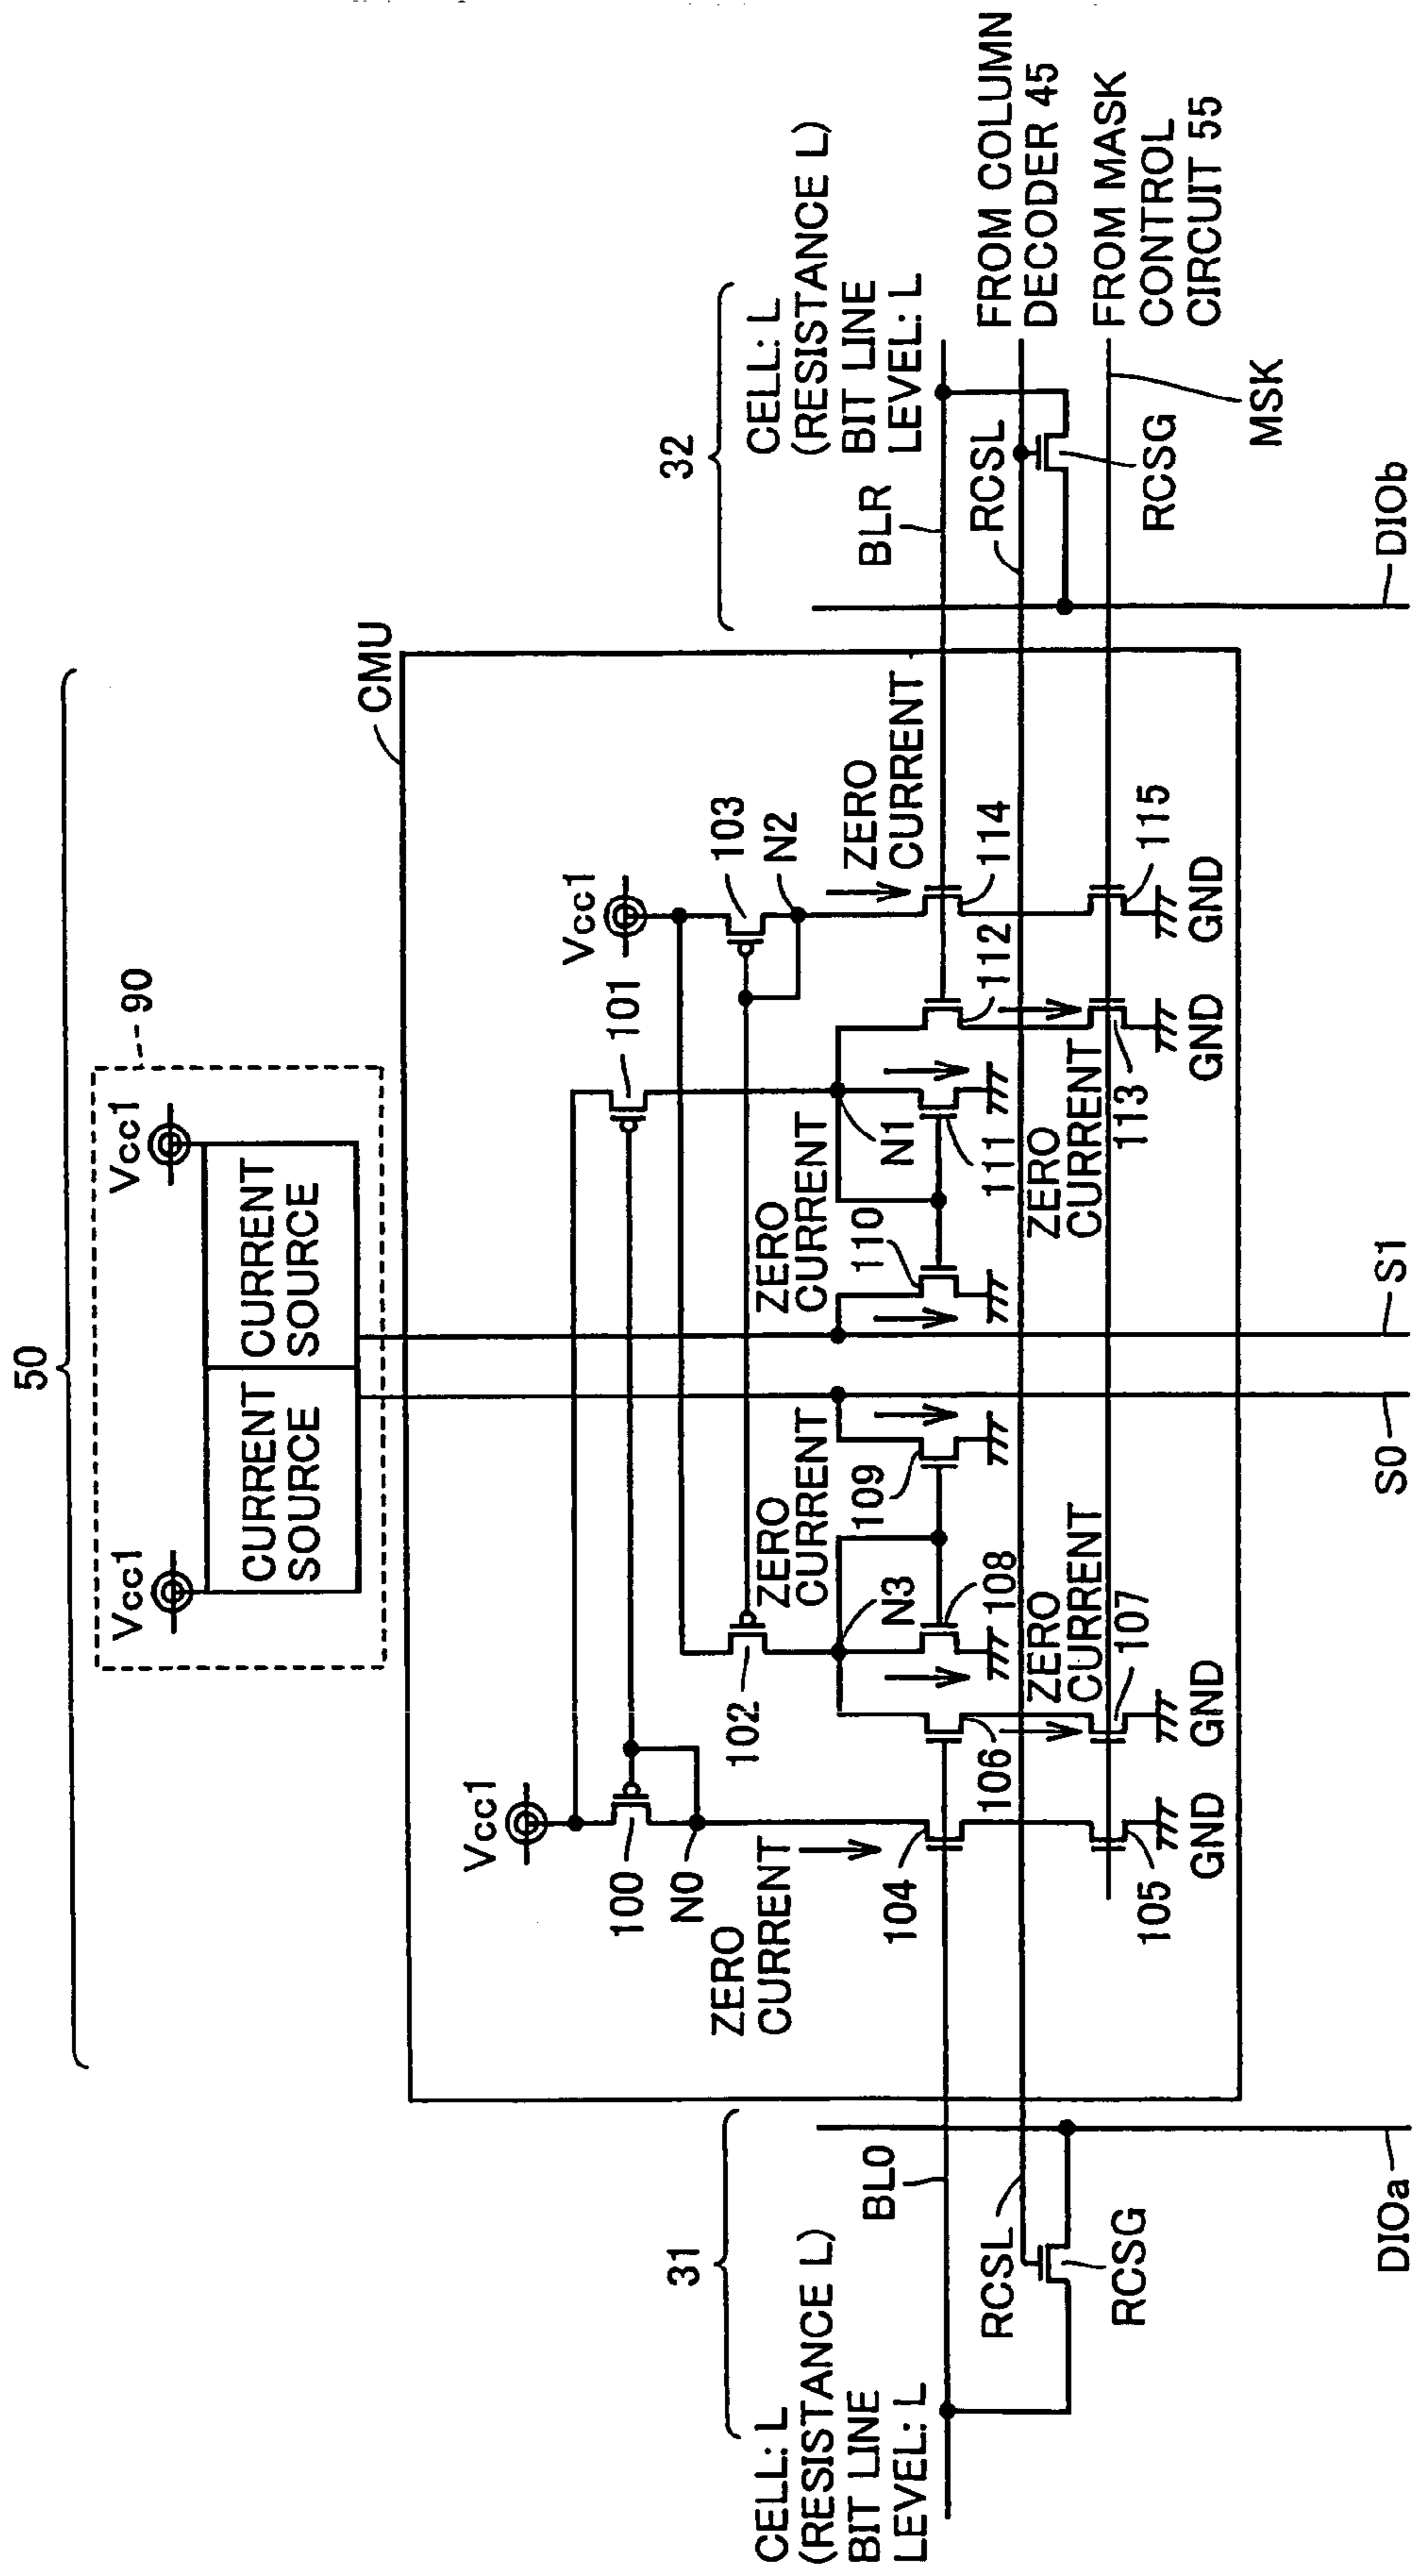 50
90
Vcc1
Vcc1
CURRENT
SOURCE
CURRENT
SOURCE
CMU
Vcc1
Vcc1
100
101
102
103
N0
N2
ZERO
CURRENT
ZERO
CURRENT
ZERO
CURRENT
ZERO
CURRENT
N3
N1
104
106
108
109
110
111
112
114
ZERO
CURRENT
ZERO
CURRENT
105
107
113
115
GND
GND
GND
GND
31
CELL: L
(RESISTANCE L)
BIT LINE
LEVEL: L
BL0
RCSL
RCSG
DIOa
S0
S1
32
CELL: L
(RESISTANCE L)
BIT LINE
LEVEL: L
BLR
RCSL
RCSG
MSK
DIOb
FROM COLUMN
DECODER 45
FROM MASK
CONTROL
CIRCUIT 55